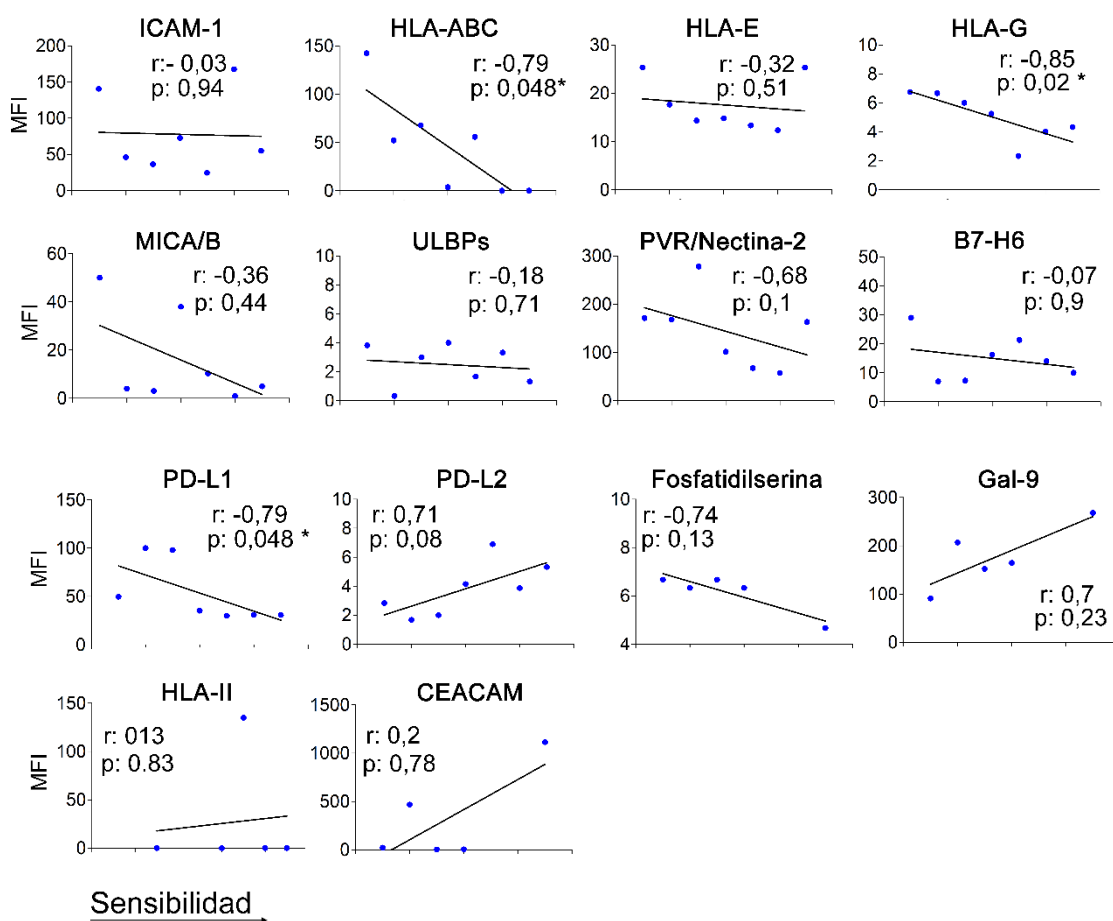 ICAM-1
HLA-ABC
HLA-E
HLA-G
MFI
200
150
100
50
0
r:- 0,03
p: 0,94
150
100
50
0
r: -0,79
p: 0,048*
30
20
10
0
r: -0,32
p: 0,51
10
8
6
4
2
0
r: -0,85
p: 0,02 *
MICA/B
ULBPs
PVR/Nectina-2
B7-H6
MFI
60
40
20
0
r: -0,36
p: 0,44
10
8
6
4
2
0
r: -0,18
p: 0,71
300
200
100
0
r: -0,68
p: 0,1
50
40
30
20
10
0
r: -0,07
p: 0,9
PD-L1
PD-L2
Fosfatidilserina
Gal-9
MFI
150
100
50
0
r: -0,79
p: 0,048 *
10
8
6
4
2
0
r: 0,71
p: 0,08
10
8
6
4
r: -0,74
p: 0,13
300
200
100
0
r: 0,7
p: 0,23
HLA-II
CEACAM
MFI
150
100
50
0
r: 013
p: 0.83
1500
1000
500
0
r: 0,2
p: 0,78
Sensibilidad